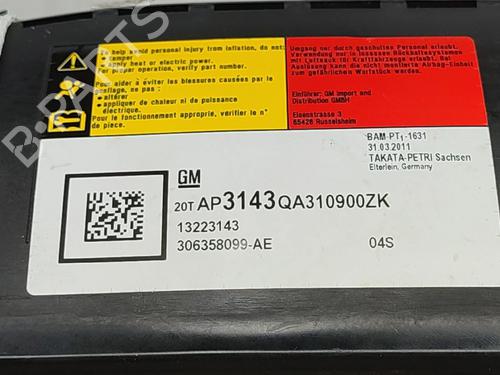 To help avoid personal injury from inflation, do not:
• tamper
• apply heat or electric power.
For proper operation, verify part number.
Pour aider à éviter les blessures causées par le
gonflage, ne pas :
• altérer
• appliquer de chaleur ni de puissance
électrique.
Pour le fonctionnement approprié, vérifier le nº de
pièce.
Umgang nur durch geschultes Personal erlaubt.
Verwendung nur in
Rückhaltesystemen
mit Luftsack für Kraftfahrzeuge erlaubt. Bei
Auslösung kann die nicht montierte Airbag-Einheit
zum gefährlichen Wurfstück werden.
Einführer: GM Import and
Distribution GMBH
Eisenstrasse 3
65428 Russelsheim
BAM-PT1-1631
31.03.2011
TAKATA-PETRI Sachsen
Elterlein, Germany
GM
20T AP3143QA310900ZK
13223143
306358099-AE 04S
B-PARTS